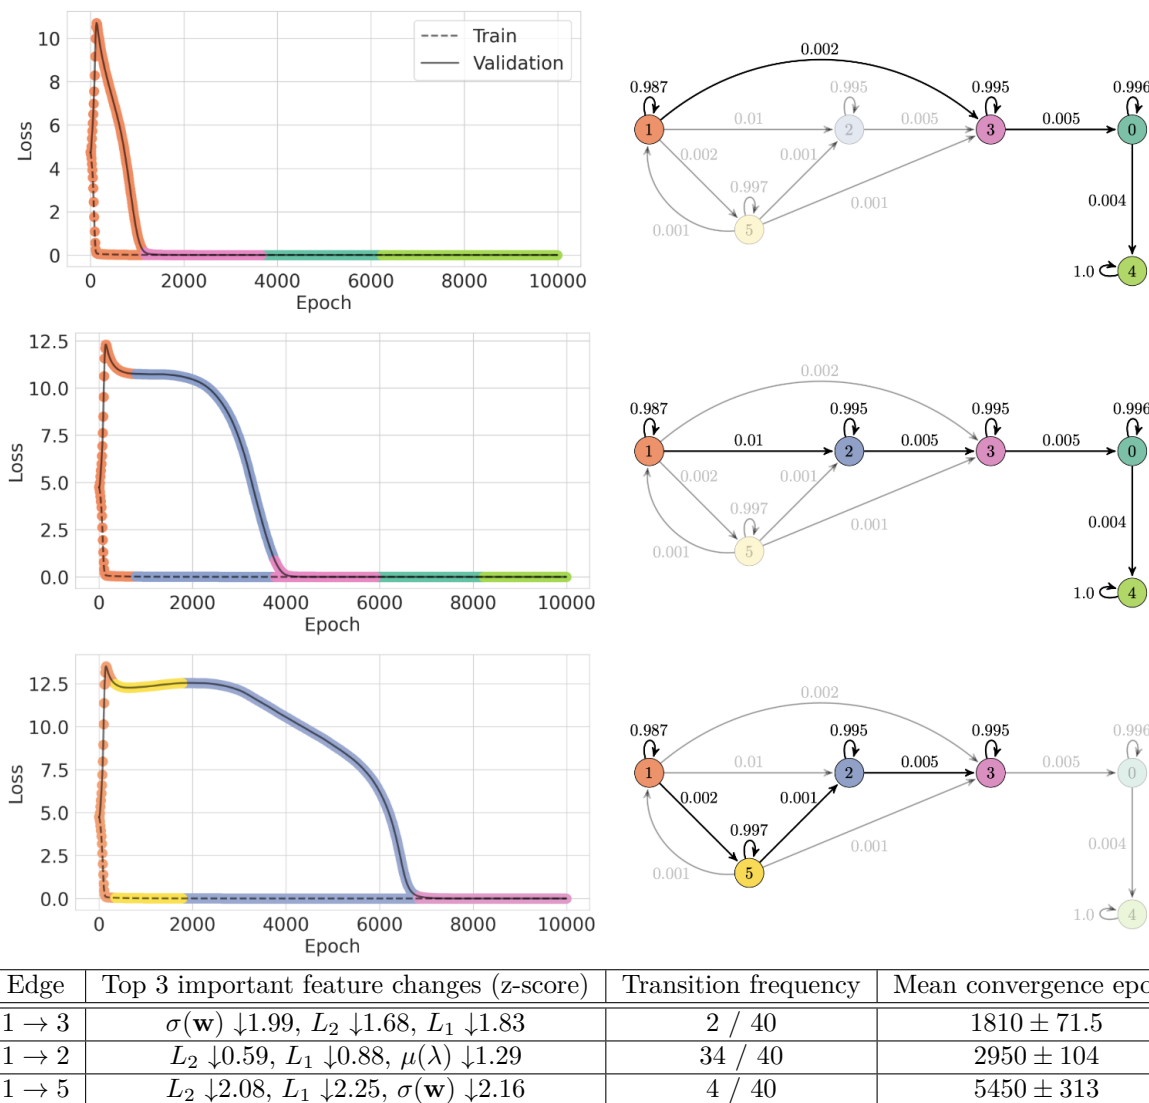 Train
Validation
10
8
6
4
2
0
Loss
0 2000 4000 6000 8000 10000
Epoch
0.002
0.987 0.995 0.995 0.996
0.01 0.005 0.005
1 2 3 0
0.002 0.001
0.997
0.004
0.001 5 0.001
1.0 4
12.5
10.0
7.5
5.0
2.5
0.0
Loss
0 2000 4000 6000 8000 10000
Epoch
0.002
0.987 0.995 0.995 0.996
0.01 0.005 0.005
1 2 3 0
0.002 0.001
0.997
0.004
0.001 5 0.001
1.0 4
12.5
10.0
7.5
5.0
2.5
0.0
Loss
0 2000 4000 6000 8000 10000
Epoch
0.002
0.987 0.995 0.995 0.996
0.01 0.005 0.005
1 2 3 0
0.002 0.001
0.997
0.004
0.001 5 0.001
1.0 4
Edge Top 3 important feature changes (z-score) Transition frequency Mean convergence epo
1 → 3 σ(w) ↓1.99, L₂ ↓1.68, L₁ ↓1.83 2 / 40 1810 ± 71.5
1 → 2 L₂ ↓0.59, L₁ ↓0.88, μ(λ) ↓1.29 34 / 40 2950 ± 104
1 → 5 L₂ ↓2.08, L₁ ↓2.25, σ(w) ↓2.16 4 / 40 5450 ± 313